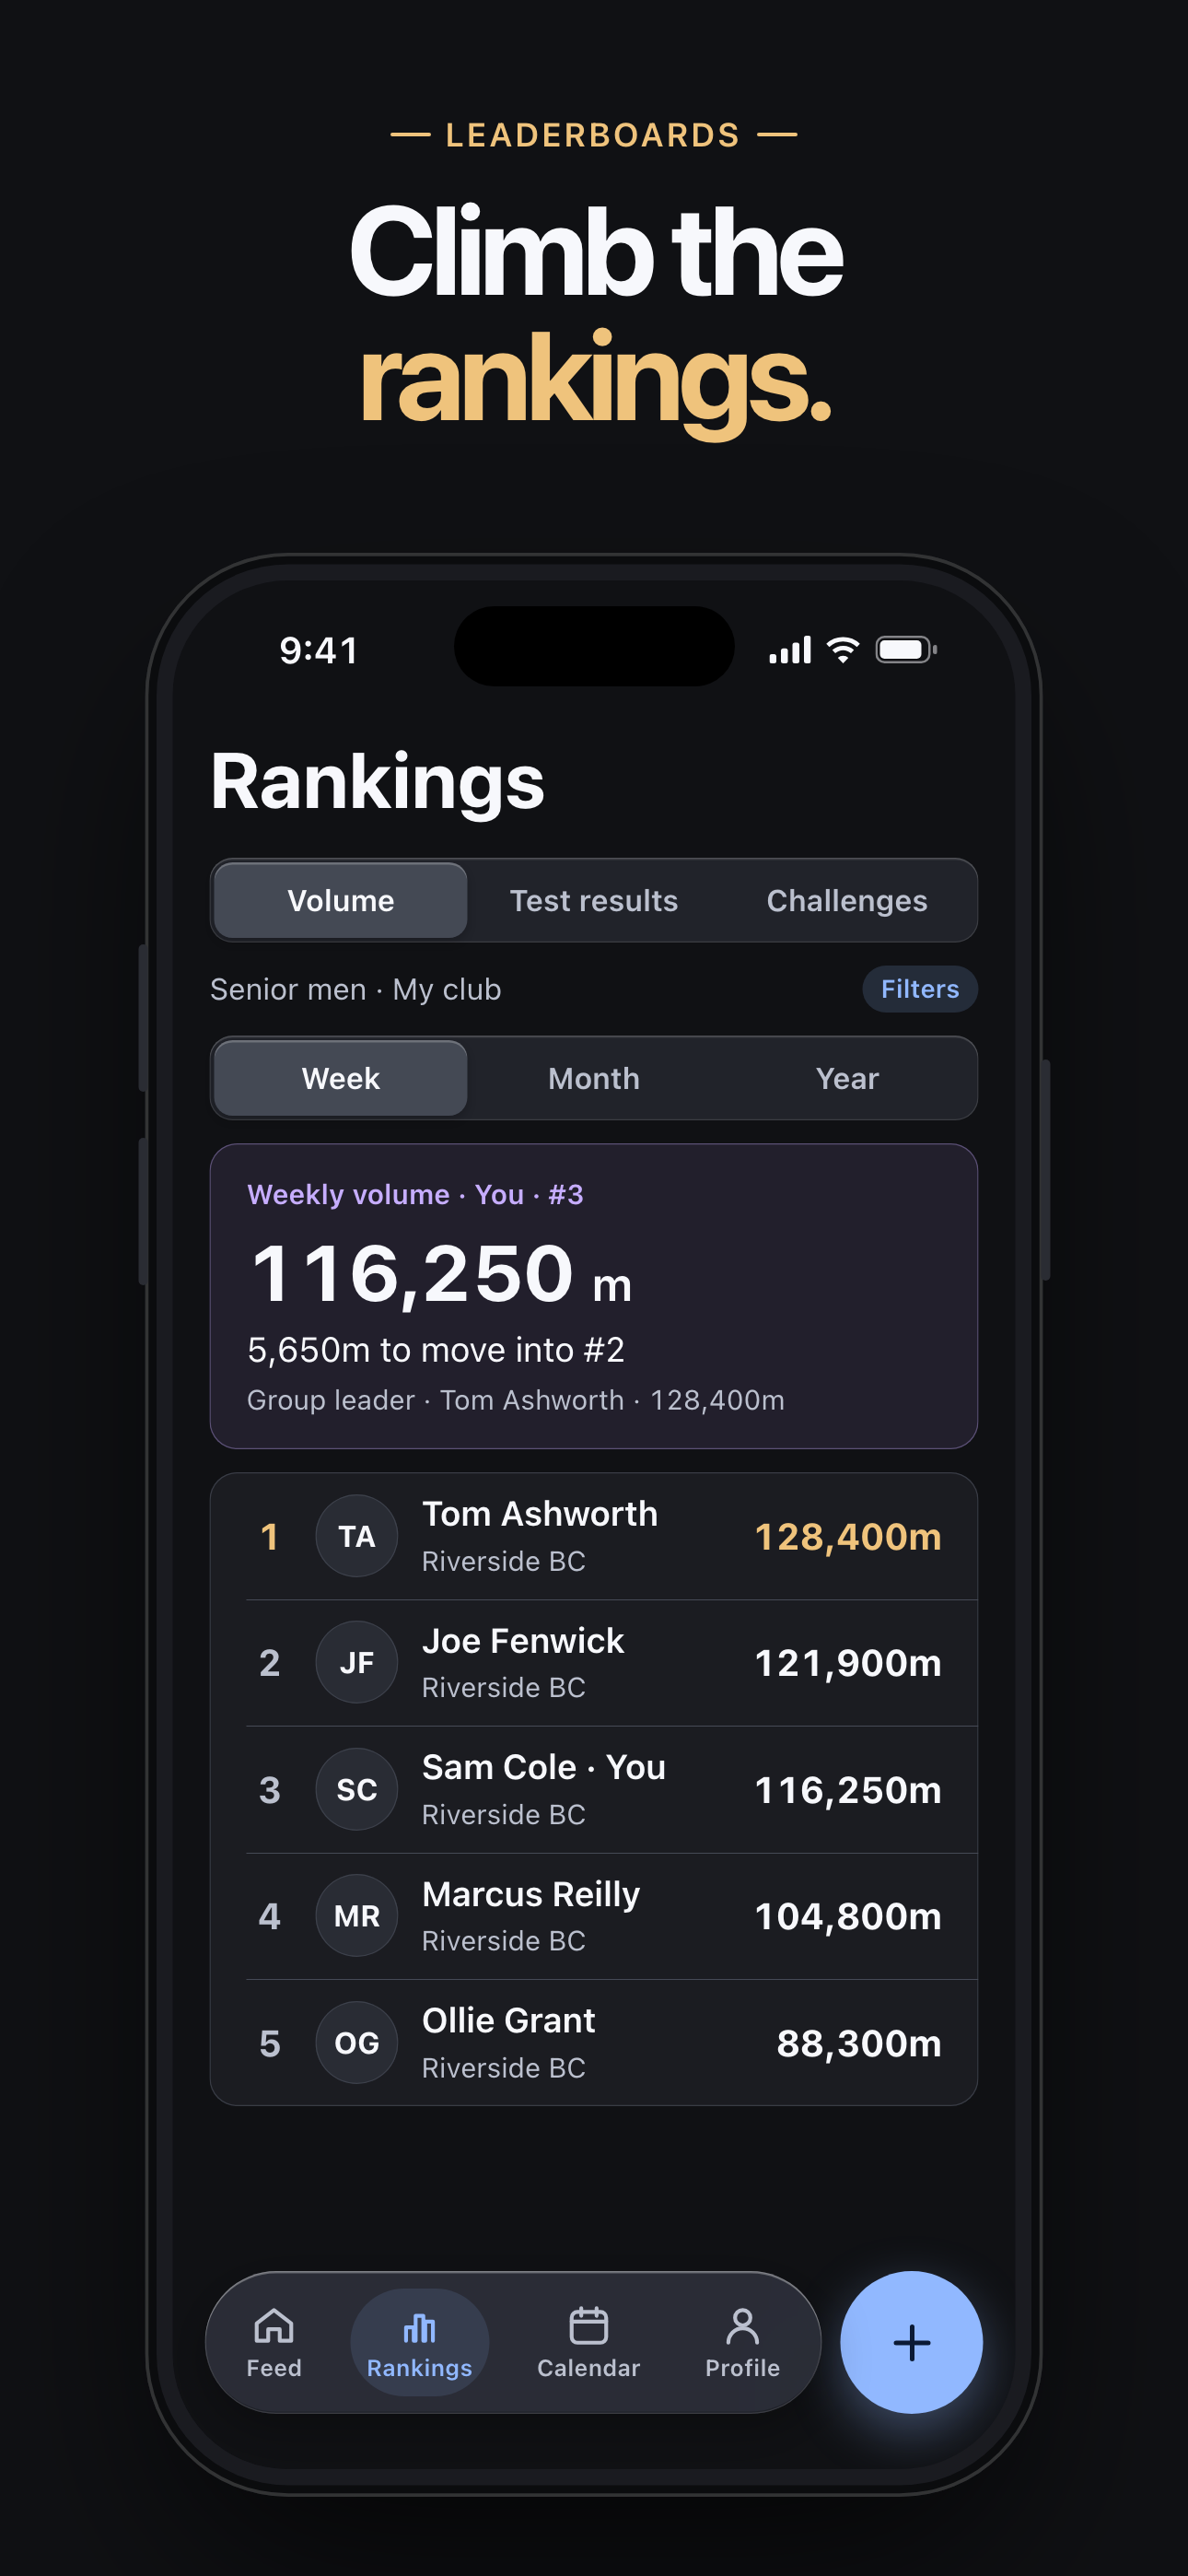 LEADERBOARDS
Climb the
rankings.
9:41
Rankings
Volume Test results Challenges
Senior men · My club Filters
Week Month Year
Weekly volume · You · #3
116,250 m
5,650m to move into #2
Group leader · Tom Ashworth · 128,400m
1 TA Tom Ashworth 128,400m
Riverside BC
2 JF Joe Fenwick 121,900m
Riverside BC
3 SC Sam Cole · You 116,250m
Riverside BC
4 MR Marcus Reilly 104,800m
Riverside BC
5 OG Ollie Grant 88,300m
Riverside BC
Feed Rankings Calendar Profile